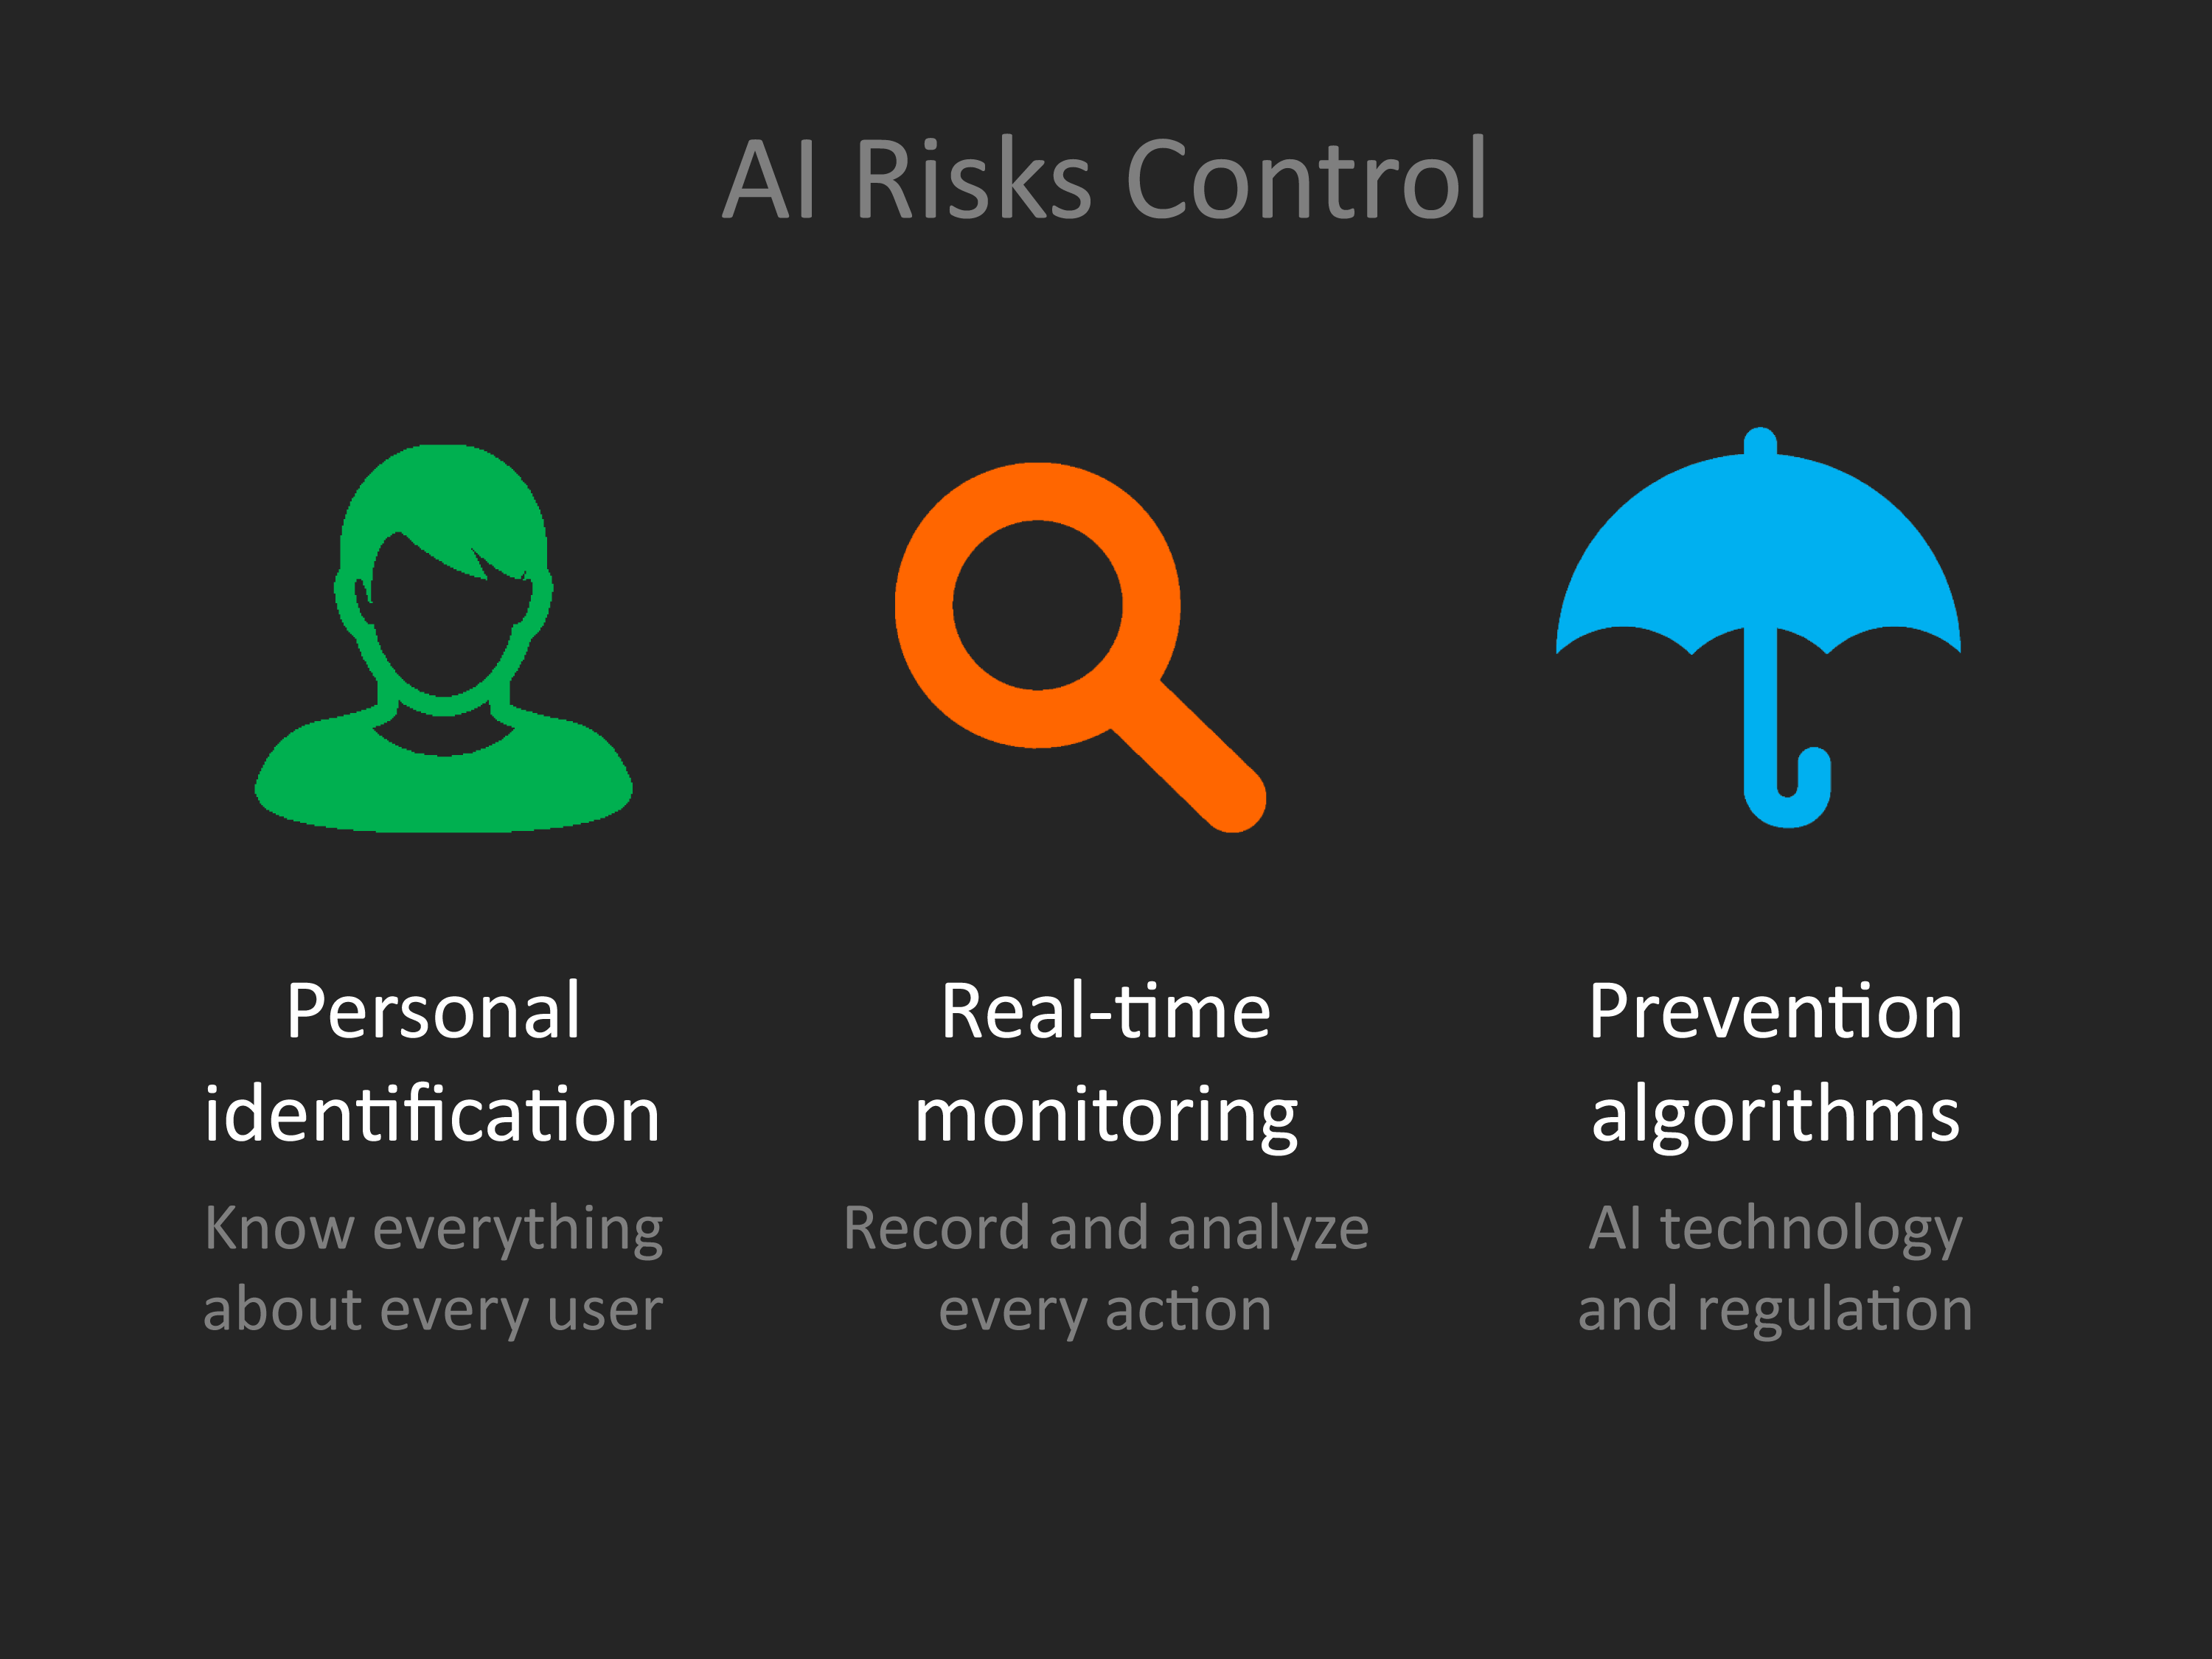 AI Risks Control
Personal
identification
Know everything
about every user
Real-time
monitoring
Record and analyze
every action
Prevention
algorithms
AI technology
and regulation